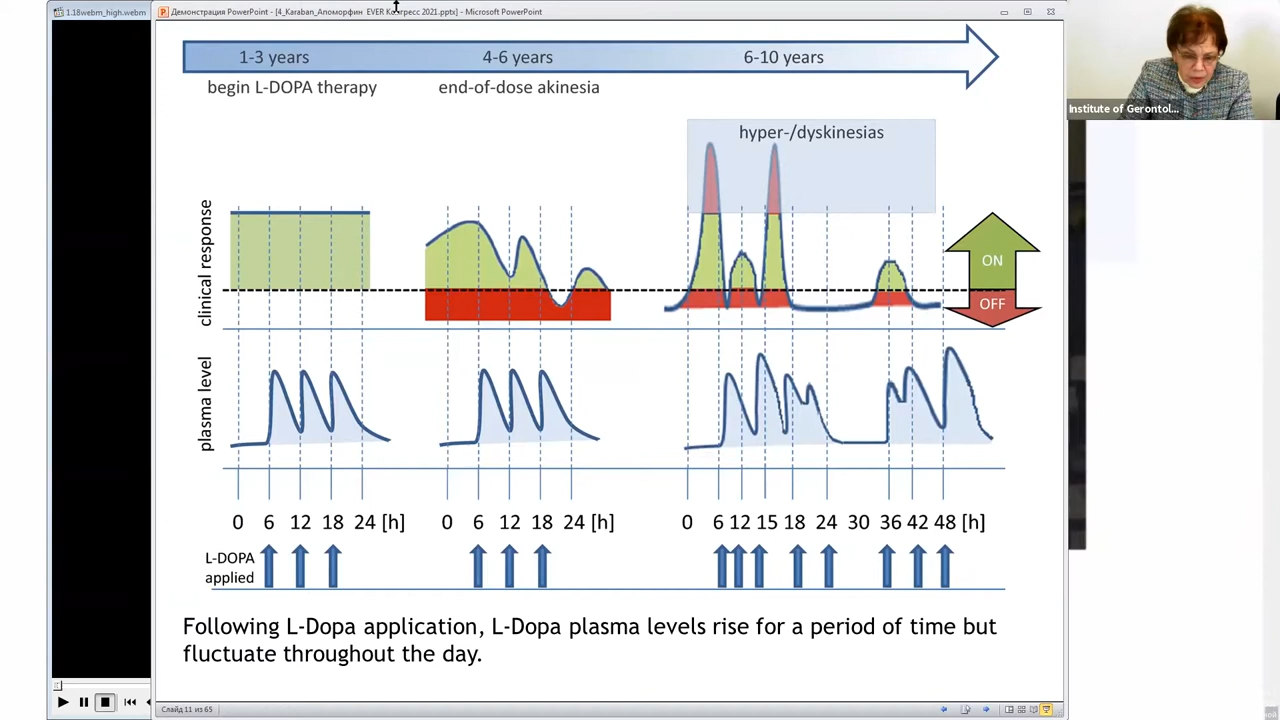 1.18webm_high.webm
Демонстрация PowerPoint - [4_Karaban_Апоморфин EVER Конгресс 2021.pptx] - Microsoft PowerPoint
1-3 years
4-6 years
6-10 years
begin L-DOPA therapy
end-of-dose akinesia
Institute of Gerontol...
hyper-/dyskinesias
clinical response
ON
OFF
plasma level
0 6 12 18 24 [h]
0 6 12 18 24 [h]
0 6 12 15 18 24 30 36 42 48 [h]
L-DOPA
applied
Following L-Dopa application, L-Dopa plasma levels rise for a period of time but
fluctuate throughout the day.
Слайд 11 из 65